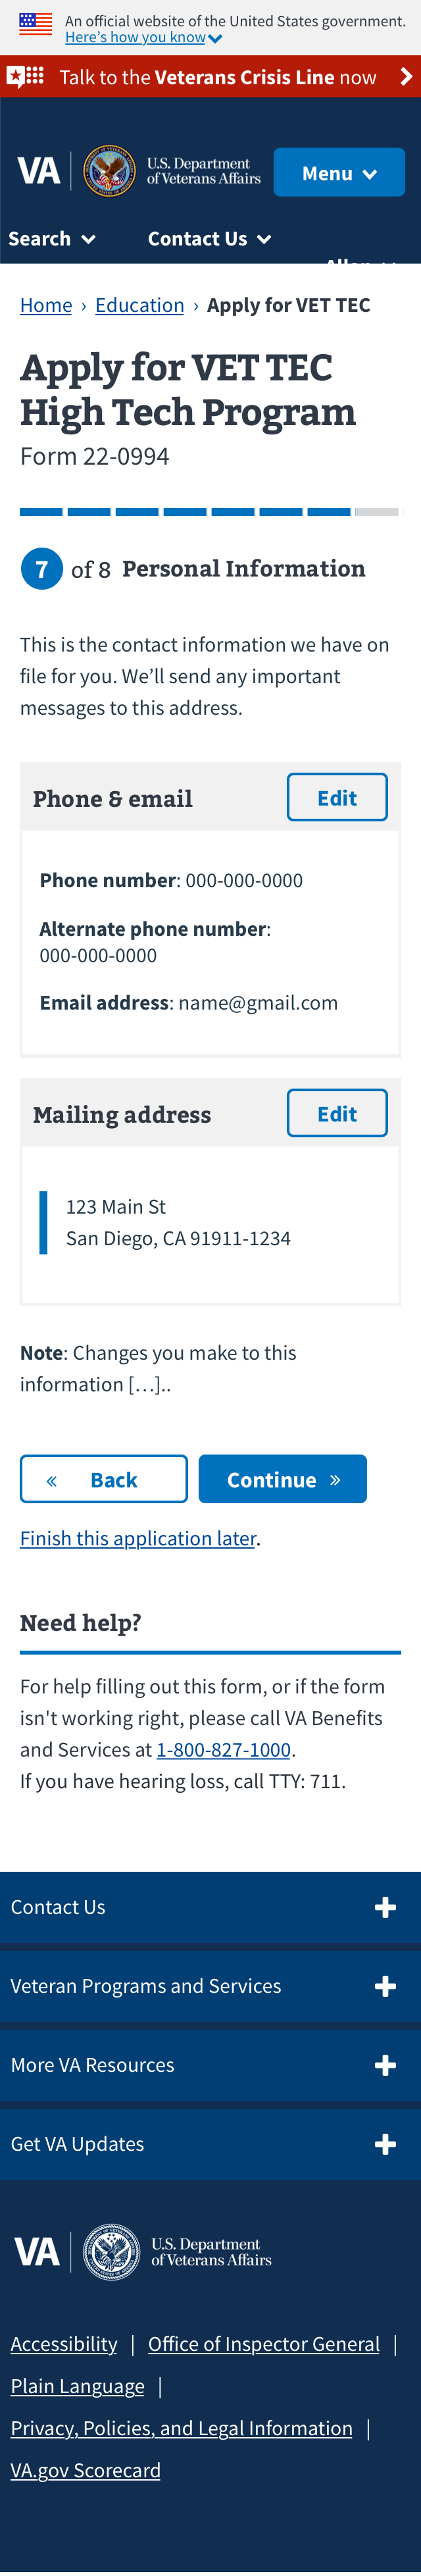 An official website of the United States government.
Here’s how you know
Talk to the Veterans Crisis Line now
VA
U.S. Department
of Veterans Affairs
Menu
Search
Contact Us
Home › Education › Apply for VET TEC
Apply for VET TEC
High Tech Program
Form 22-0994
7 of 8 Personal Information
This is the contact information we have on
file for you. We’ll send any important
messages to this address.
Phone & email
Edit
Phone number: 000-000-0000
Alternate phone number:
000-000-0000
Email address: name@gmail.com
Mailing address
Edit
123 Main St
San Diego, CA 91911-1234
Note: Changes you make to this
information […]..
« Back
Continue »
Finish this application later.
Need help?
For help filling out this form, or if the form
isn't working right, please call VA Benefits
and Services at 1-800-827-1000.
If you have hearing loss, call TTY: 711.
Contact Us
Veteran Programs and Services
More VA Resources
Get VA Updates
VA
U.S. Department
of Veterans Affairs
Accessibility | Office of Inspector General |
Plain Language |
Privacy, Policies, and Legal Information |
VA.gov Scorecard